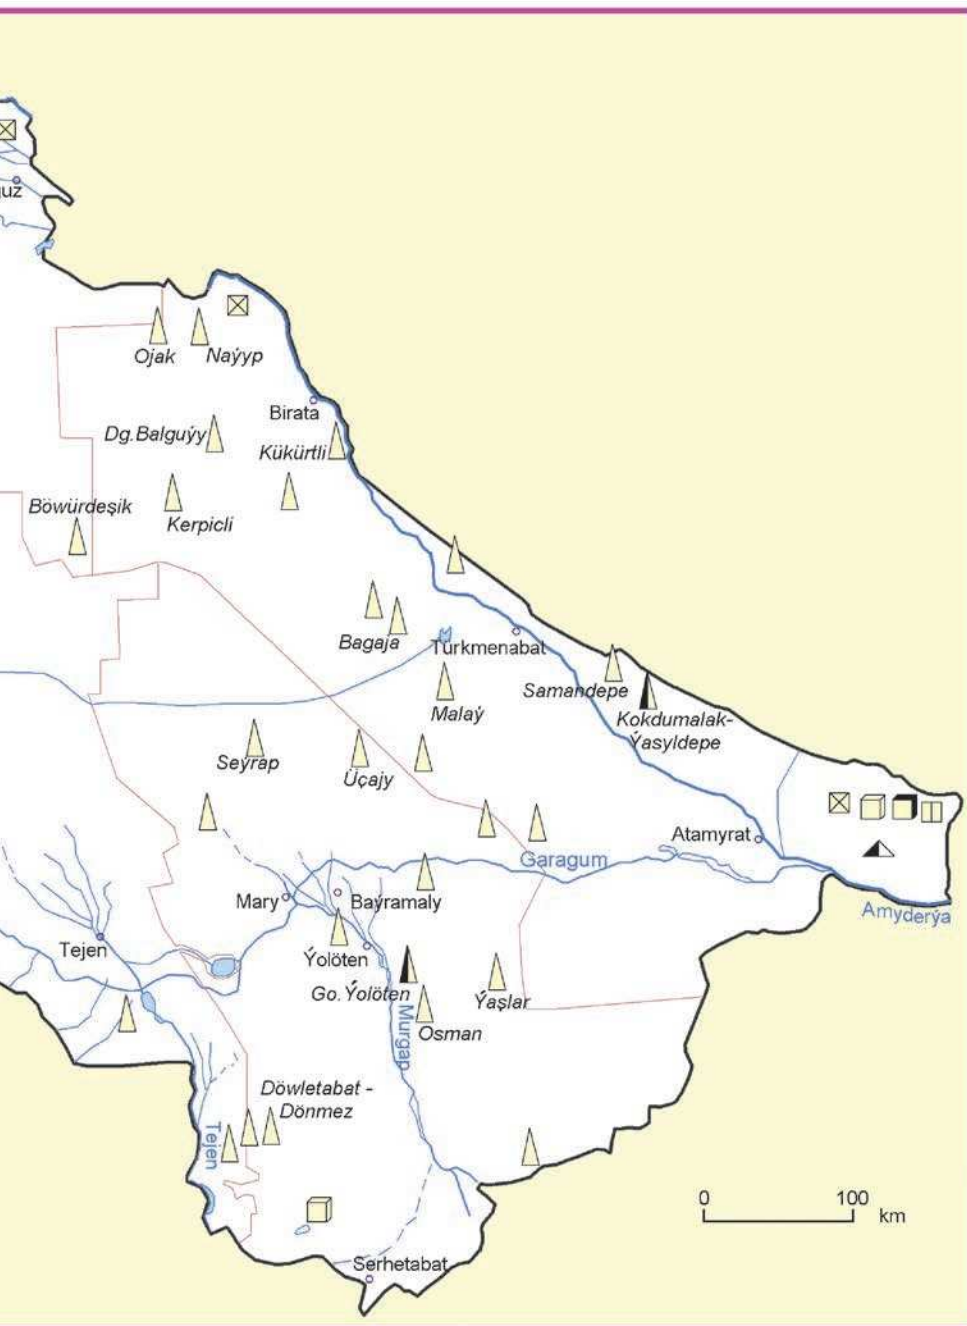 uz
Ojak
Naýyp
Birata
Dg.Balguýy
Kükürtli
Böwürdeşik
Kerpicli
Bagaja
Türkmenabat
Samandepe
Malaý
Kokdumalak-
Ýasyldepe
Seýrap
Üçajy
Atamyrat
Garagum
Mary
Baýramaly
Amyderýa
Tejen
Ýolöten
Go.Ýolöten
Ýaşlar
Osman
Murgap
Döwletabat -
Dönmez
Tejen
0 100
km
Serhetabat